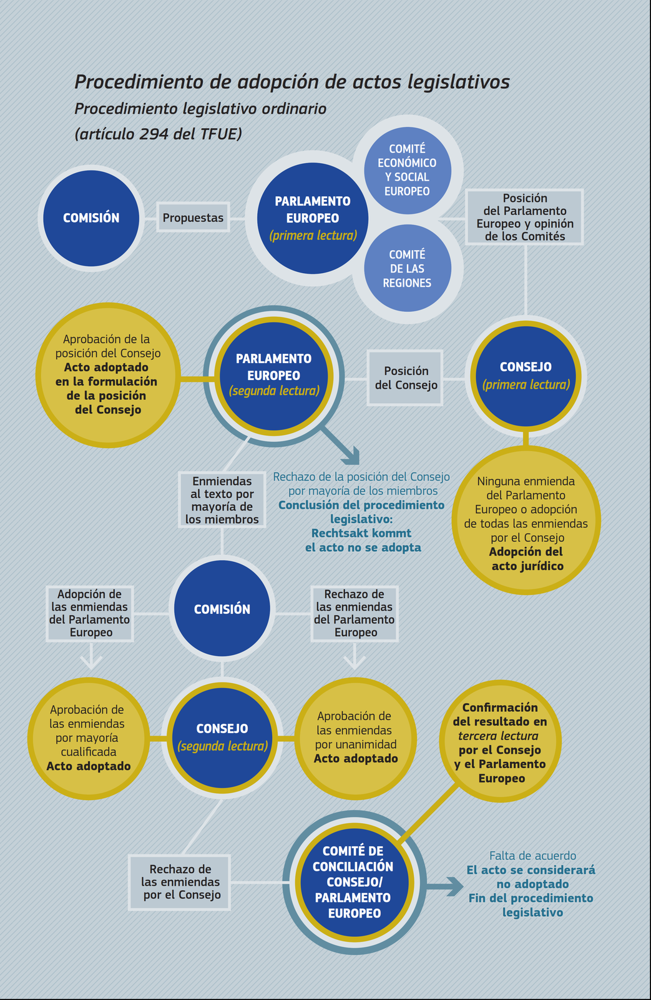 Procedimiento de adopción de actos legislativos
Procedimiento legislativo ordinario
(artículo 294 del TFUE)
COMISIÓN
Propuestas
PARLAMENTO
EUROPEO
(primera lectura)
COMITÉ
ECONÓMICO
Y SOCIAL
EUROPEO
COMITÉ
DE LAS
REGIONES
Posición
del Parlamento
Europeo y opinión
de los Comités
Aprobación de la
posición del Consejo
Acto adoptado
en la formulación
de la posición
del Consejo
PARLAMENTO
EUROPEO
(segunda lectura)
Posición
del Consejo
CONSEJO
(primera lectura)
Enmiendas
al texto por
mayoría de
los miembros
Rechazo de la posición del Consejo
por mayoría de los miembros
Conclusión del procedimiento
legislativo:
Rechtsakt kommt
el acto no se adopta
Ninguna enmienda
del Parlamento
Europeo o adopción
de todas las enmiendas
por el Consejo
Adopción del
acto jurídico
Adopción de
las enmiendas
del Parlamento
Europeo
COMISIÓN
Rechazo de
las enmiendas
del Parlamento
Europeo
Aprobación de
las enmiendas
por mayoría
cualificada
Acto adoptado
CONSEJO
(segunda lectura)
Aprobación de
las enmiendas
por unanimidad
Acto adoptado
Confirmación
del resultado en
tercera lectura
por el Consejo
y el Parlamento
Europeo
Rechazo de
las enmiendas
por el Consejo
COMITÉ DE
CONCILIACIÓN
CONSEJO/
PARLAMENTO
EUROPEO
Falta de acuerdo
El acto se considerará
no adoptado
Fin del procedimiento
legislativo